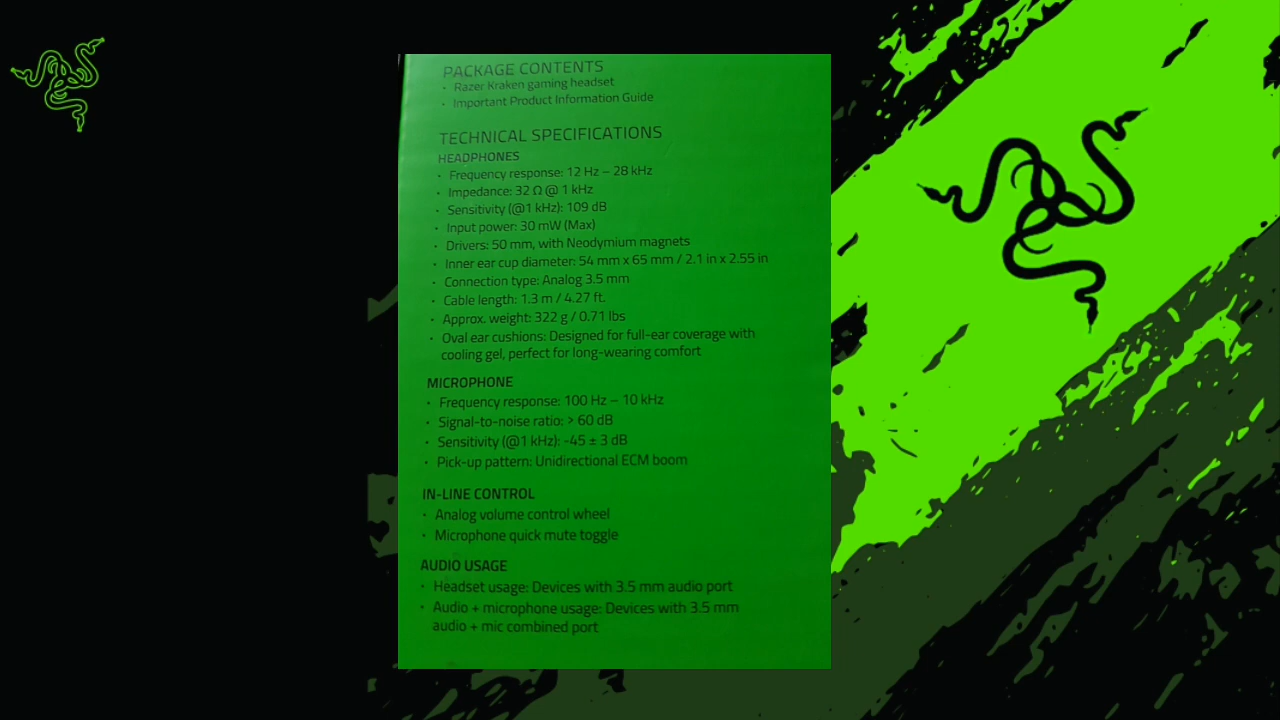 PACKAGE CONTENTS
· Razer Kraken gaming headset
· Important Product Information Guide
TECHNICAL SPECIFICATIONS
HEADPHONES
· Frequency response: 12 Hz – 28 kHz
· Impedance: 32 Ω @ 1 kHz
· Sensitivity (@1 kHz): 109 dB
· Input power: 30 mW (Max)
· Drivers: 50 mm, with Neodymium magnets
· Inner ear cup diameter: 54 mm x 65 mm / 2.1 in x 2.55 in
· Connection type: Analog 3.5 mm
· Cable length: 1.3 m / 4.27 ft.
· Approx. weight: 322 g / 0.71 lbs
· Oval ear cushions: Designed for full-ear coverage with
cooling gel, perfect for long-wearing comfort
MICROPHONE
· Frequency response: 100 Hz – 10 kHz
· Signal-to-noise ratio: > 60 dB
· Sensitivity (@1 kHz): -45 ± 3 dB
· Pick-up pattern: Unidirectional ECM boom
IN-LINE CONTROL
· Analog volume control wheel
· Microphone quick mute toggle
AUDIO USAGE
· Headset usage: Devices with 3.5 mm audio port
· Audio + microphone usage: Devices with 3.5 mm
audio + mic combined port